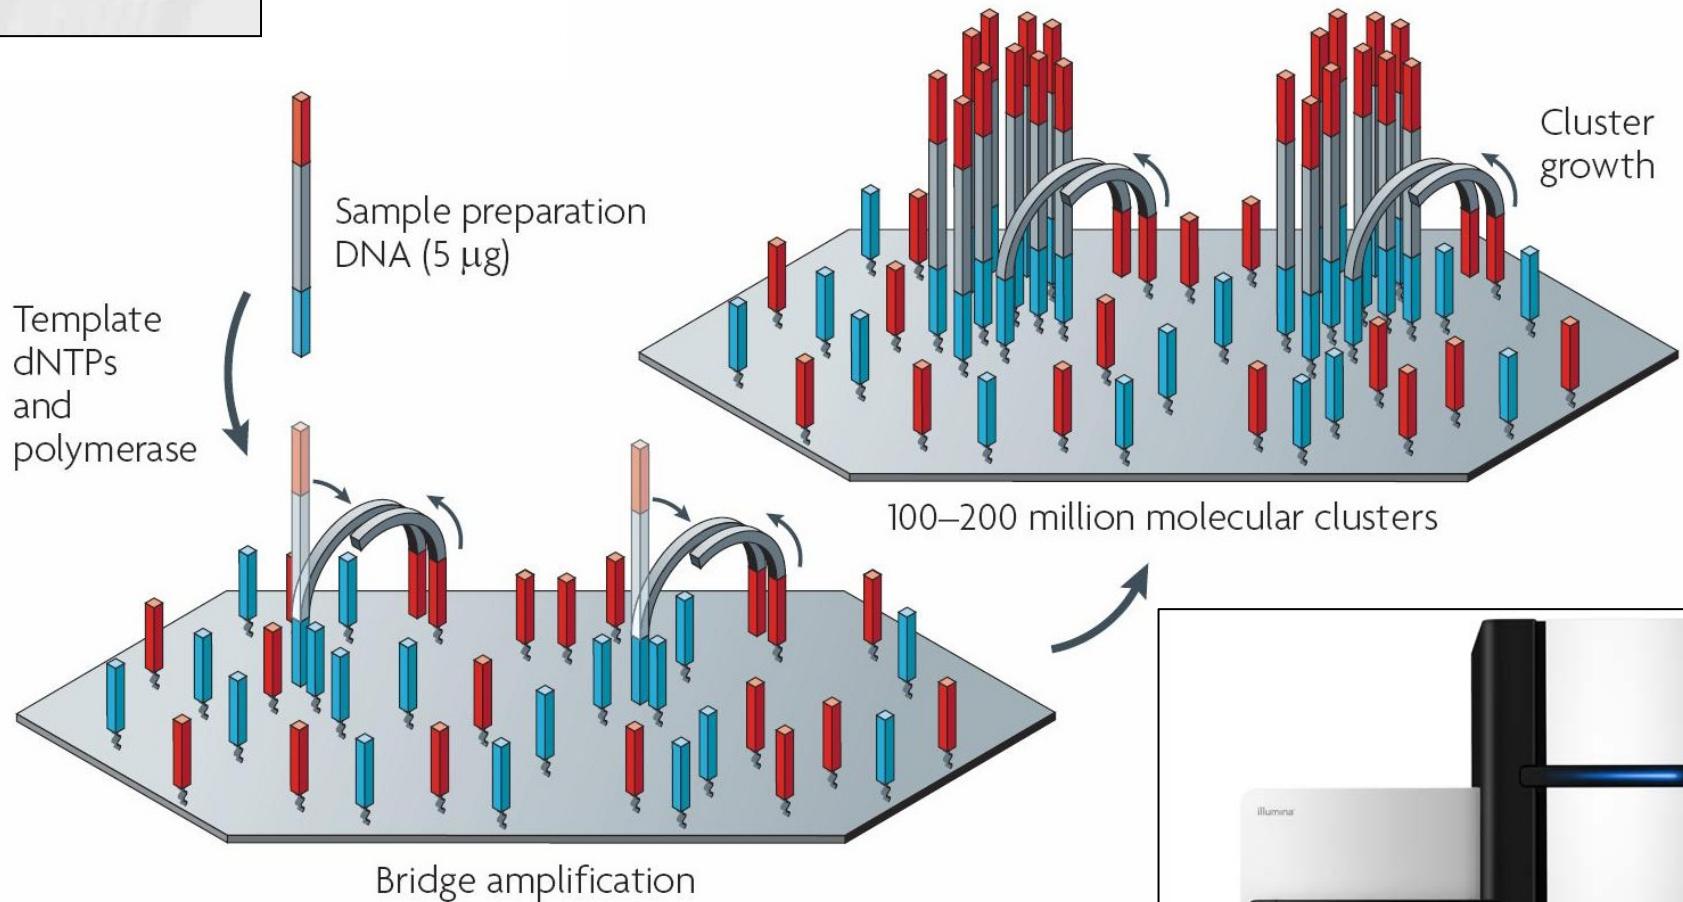 Sample preparation
DNA (5 μg)
Template
dNTPs
and
polymerase
Cluster
growth
100–200 million molecular clusters
Bridge amplification
illumina